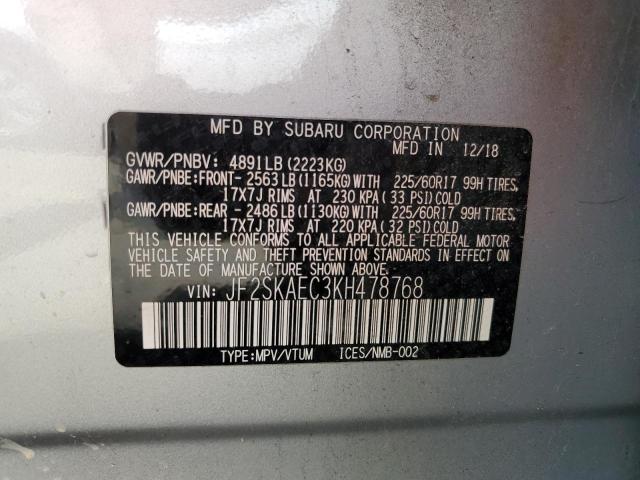 MFD BY SUBARU CORPORATION
MFD. IN 12/18
GVWR/PNBV: 4891LB(2223KG)
GAWR/PNBE:FRONT- 2563LB(1165KG)WITH 225/60R17 99H TIRES,
17X7J RIMS AT 230 KPA( 33 PSI)COLD
GAWR/PNBE:REAR - 2486LB(1130KG)WITH 225/60R17 99H TIRES,
17X7J RIMS AT 220 KPA( 32 PSI)COLD
THIS VEHICLE CONFORMS TO ALL APPLICABLE FEDERAL MOTOR
VEHICLE SAFETY AND THEFT PREVENTION STANDARDS IN EFFECT ON
THE DATE OF MANUFACTURE SHOWN ABOVE.
VIN: JF2SKAEC3KH478768
TYPE:MPV/VTUM ICES/NMB-002